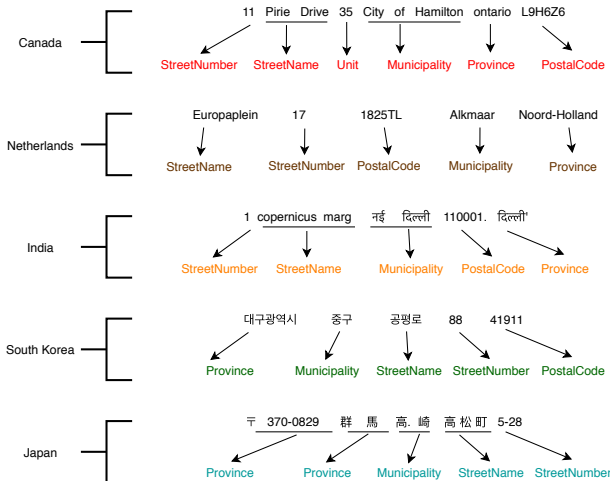 11 Pirie Drive 35 City of Hamilton ontario L9H6Z6
Canada
StreetNumber StreetName Unit Municipality Province PostalCode
Europaplein 17 1825TL Alkmaar Noord-Holland
Netherlands
StreetName StreetNumber PostalCode Municipality Province
1 copernicus marg नई दिल्ली 110001. दिल्ली'
India
StreetNumber StreetName Municipality PostalCode Province
대구광역시 중구 공평로 88 41911
South Korea
Province Municipality StreetName StreetNumber PostalCode
〒 370-0829 群 馬 高. 崎 高 松 町 5-28
Japan
Province Province Municipality StreetName StreetNumber